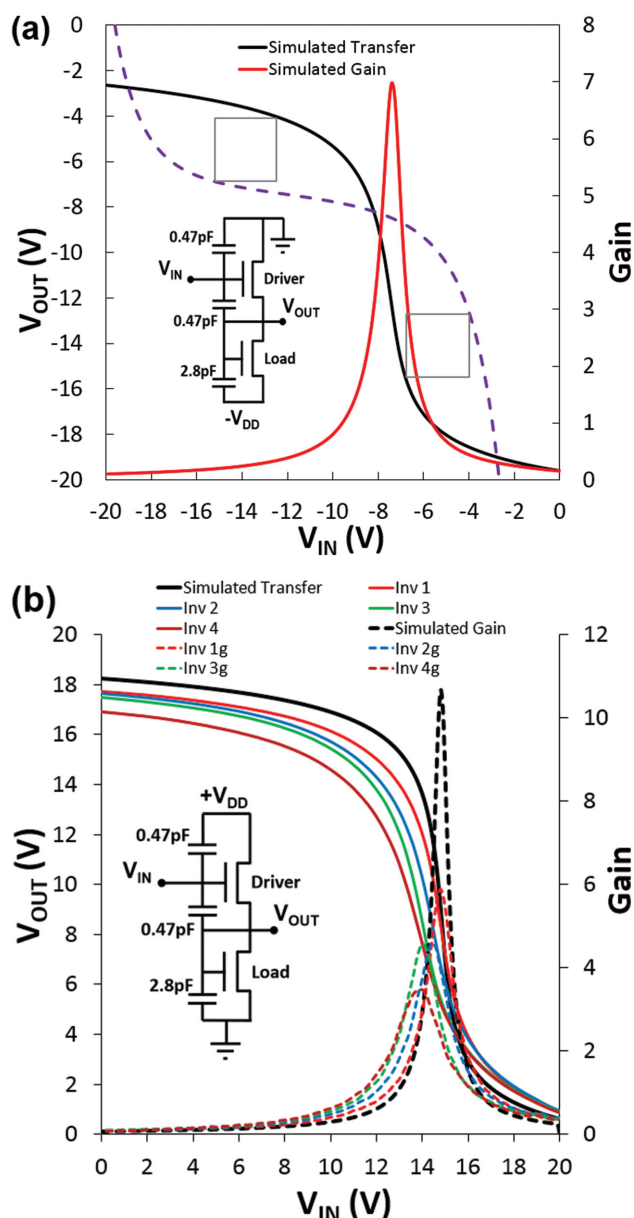 (a)
Simulated Transfer
Simulated Gain
0
-2
-4
-6
-8
-10
-12
-14
-16
-18
-20
V_OUT (V)
8
7
6
5
4
3
2
1
0
Gain
0.47pF
V_IN
Driver
0.47pF
V_OUT
Load
2.8pF
-V_DD
-20 -18 -16 -14 -12 -10 -8 -6 -4 -2 0
V_IN (V)
(b)
Simulated Transfer Inv 1
Inv 2 Inv 3
Inv 4 Simulated Gain
Inv 1g Inv 2g
Inv 3g Inv 4g
20
18
16
14
12
10
8
6
4
2
0
V_OUT (V)
12
10
8
6
4
2
0
Gain
+V_DD
0.47pF
V_IN
Driver
0.47pF
V_OUT
Load
2.8pF
0 2 4 6 8 10 12 14 16 18 20
V_IN (V)